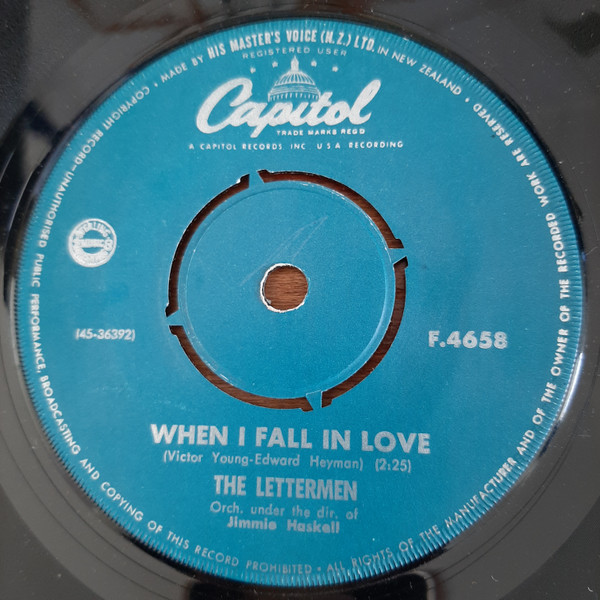 MADE BY HIS MASTER'S VOICE (N.Z.) LTD. IN NEW ZEALAND •
REGISTERED USER
Capitol
TRADE MARKS REGD
A CAPITOL RECORDS INC U S A RECORDING
(45-36392)
F.4658
WHEN I FALL IN LOVE
(Victor Young-Edward Heyman) (2:25)
THE LETTERMEN
Orch. under the dir. of
Jimmie Haskell
COPYRIGHT RECORD—UNAUTHORISED PUBLIC PERFORMANCE, BROADCASTING AND COPYING OF THIS RECORD PROHIBITED • ALL RIGHTS OF THE MANUFACTURER AND OF THE OWNER OF THE RECORDED WORK ARE RESERVED •